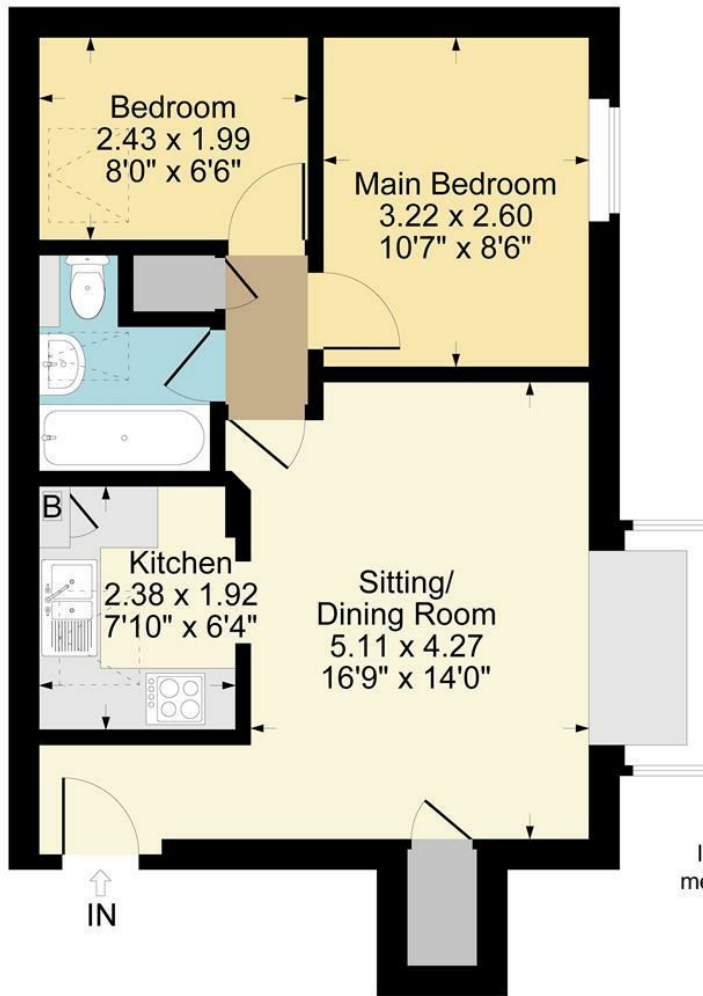 Bedroom
2.43 x 1.99
8'0" x 6'6"
Main Bedroom
3.22 x 2.60
10'7" x 8'6"
B
Kitchen
2.38 x 1.92
7'10" x 6'4"
Sitting/
Dining Room
5.11 x 4.27
16'9" x 14'0"
IN